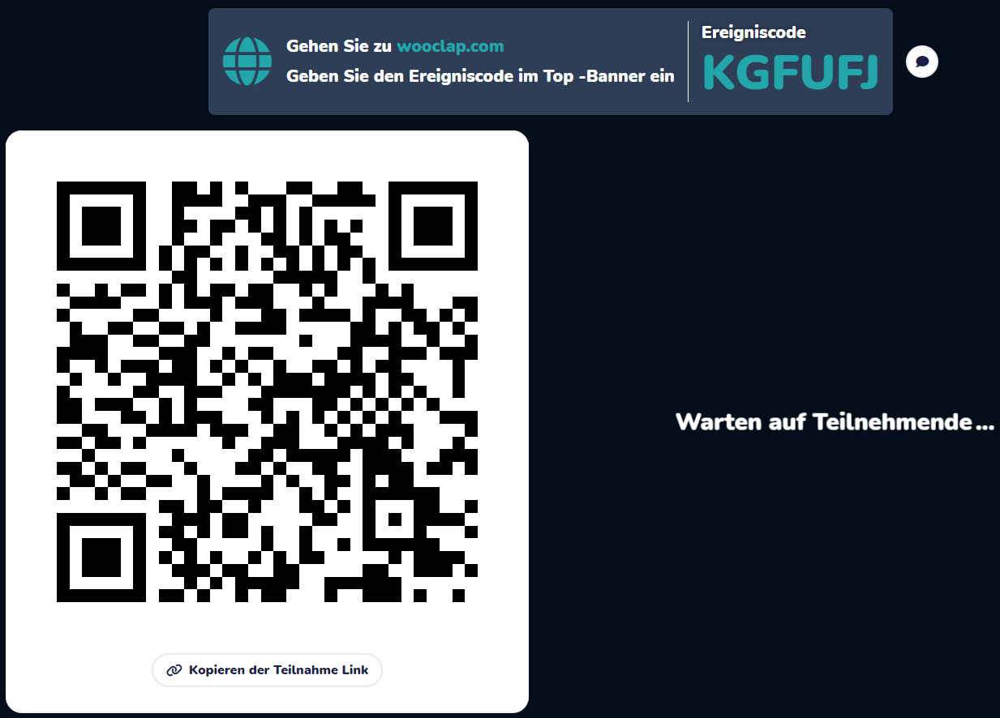 Gehen Sie zu wooclap.com
Geben Sie den Ereigniscode im Top -Banner ein
Ereigniscode
KGFUFJ
Warten auf Teilnehmende ...
Kopieren der Teilnahme Link